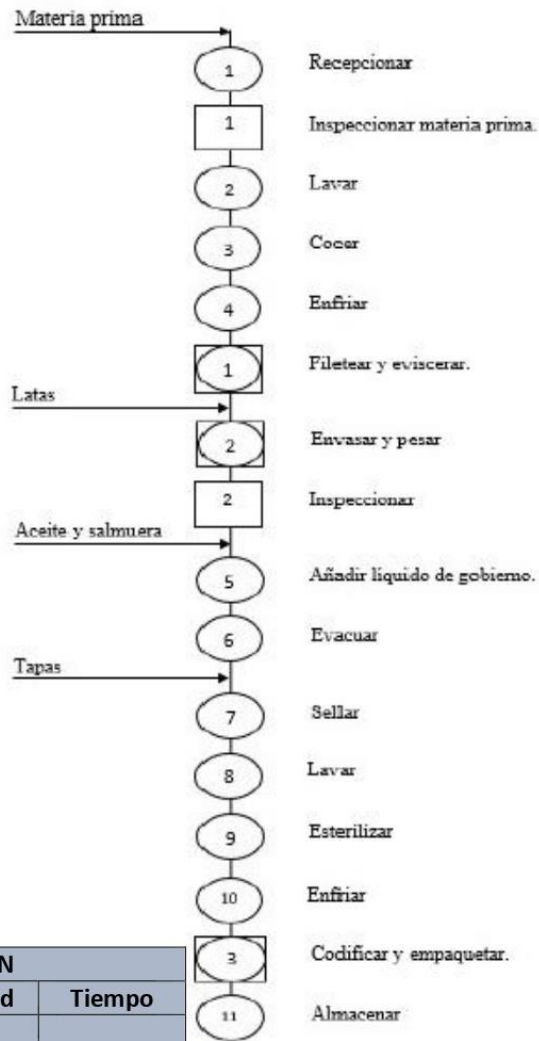 Materia prima
1 Recepcionar
1 Inspeccionar materia prima.
2 Lavar
3 Cocer
4 Enfriar
1 Filetear y eviscerar.
Latas
2 Envasar y pesar
2 Inspeccionar
Aceite y salmuera
5 Añadir líquido de gobierno.
6 Evacuar
Tapas
7 Sellar
8 Lavar
9 Esterilizar
10 Enfriar
N
3 Codificar y empaquetar.
d Tiempo
11 Almacenar